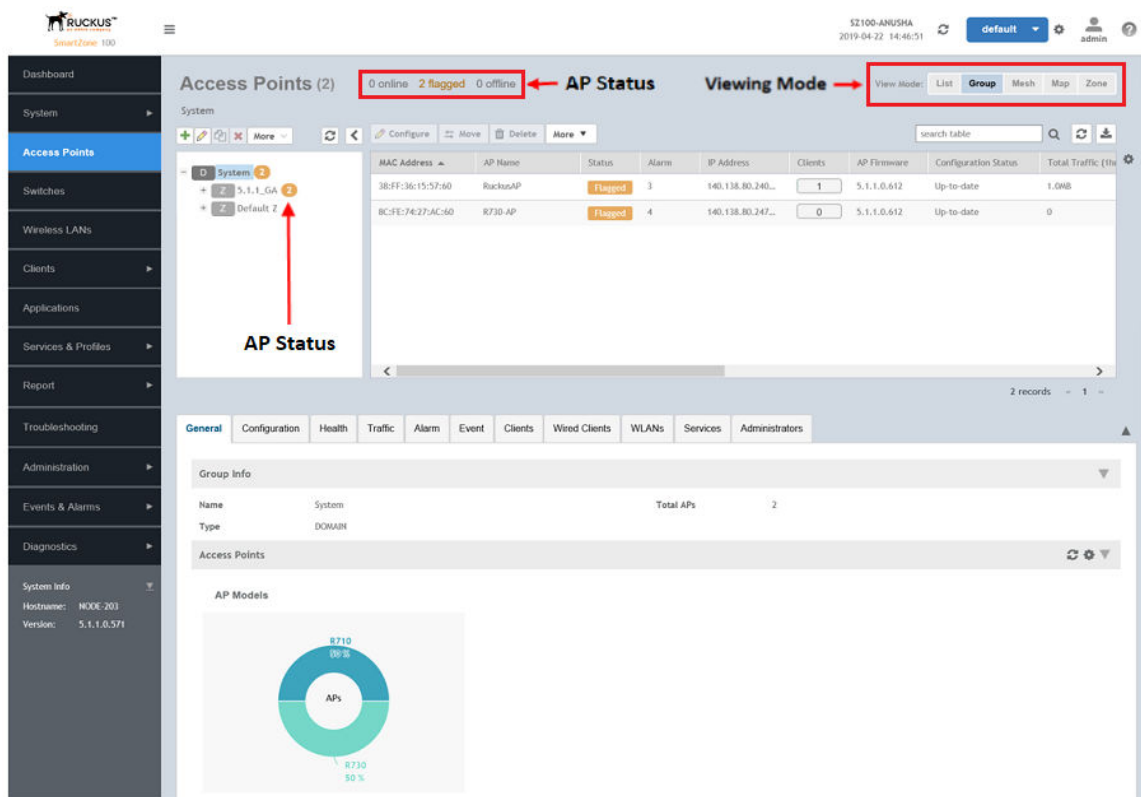 RUCKUS™
SmartZone 100
SZ100-ANUSHA
2019-04-22 14:46:51
default
admin
Dashboard
System
Access Points
Switches
Wireless LANs
Clients
Applications
Services & Profiles
Report
Troubleshooting
Administration
Events & Alarms
Diagnostics
System Info
Hostname: NODE-203
Version: 5.1.1.0.571
Access Points (2)
0 online 2 flagged 0 offline
AP Status
Viewing Mode
View Mode: List Group Mesh Map Zone
System
More
Configure Move Delete More
search table
D System 2
Z 5.1.1_GA 2
Z Default Z
AP Status
MAC Address AP Name Status Alarm IP Address Clients AP Firmware Configuration Status Total Traffic (1h
38:FF:36:15:57:60 RuckusAP Flagged 3 140.138.80.240... 1 5.1.1.0.612 Up-to-date 1.0MB
BC:FE:74:27:AC:60 R730-AP Flagged 4 140.138.80.247... 0 5.1.1.0.612 Up-to-date 0
2 records 1
General Configuration Health Traffic Alarm Event Clients Wired Clients WLANs Services Administrators
Group Info
Name System Total APs 2
Type DOMAIN
Access Points
AP Models
R710
APs
R730
50 %